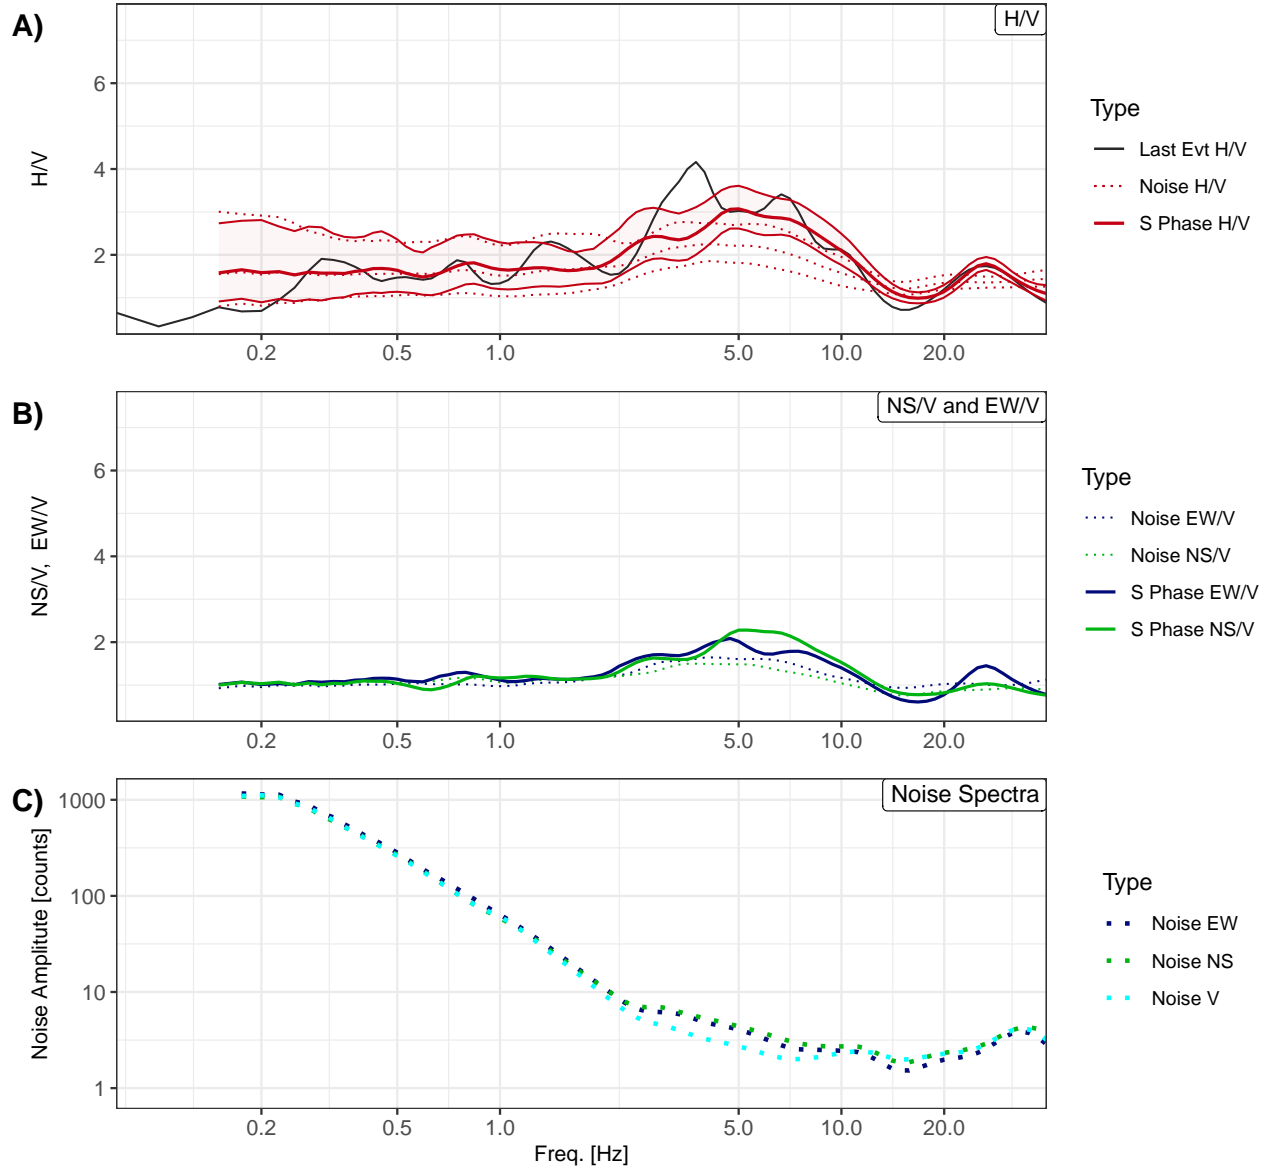 A)
H/V
6
4
2
H/V
0.2
0.5
1.0
5.0
10.0
20.0
Type
Last Evt H/V
Noise H/V
S Phase H/V
B)
NS/V and EW/V
6
4
2
NS/V,  EW/V
0.2
0.5
1.0
5.0
10.0
20.0
Type
Noise EW/V
Noise NS/V
S Phase EW/V
S Phase NS/V
C)
Noise Spectra
1000
100
10
1
Noise Amplitute [counts]
0.2
0.5
1.0
5.0
10.0
20.0
Freq. [Hz]
Type
Noise EW
Noise NS
Noise V